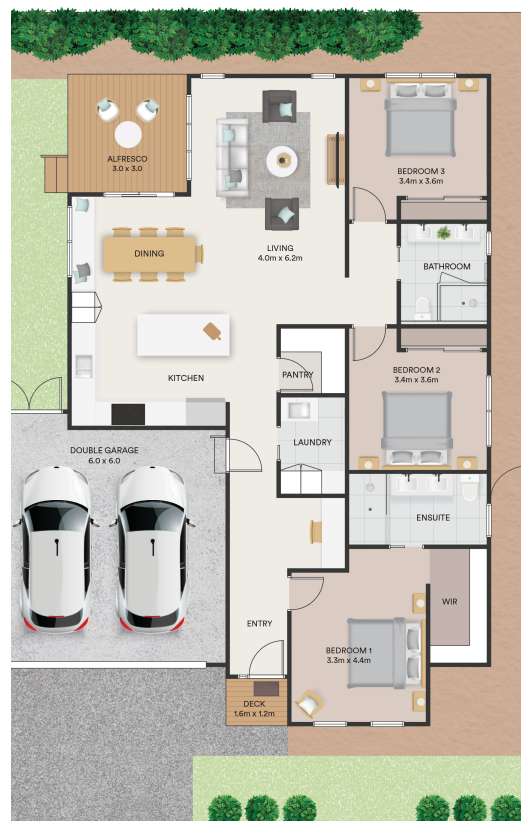 ALFRESCO
3.0 x 3.0
BEDROOM 3
3.4m x 3.6m
DINING
LIVING
4.0m x 6.2m
BATHROOM
KITCHEN
PANTRY
BEDROOM 2
3.4m x 3.6m
DOUBLE GARAGE
6.0 x 6.0
LAUNDRY
ENSUITE
WIR
ENTRY
BEDROOM 1
3.3m x 4.4m
DECK
1.6m x 1.2m